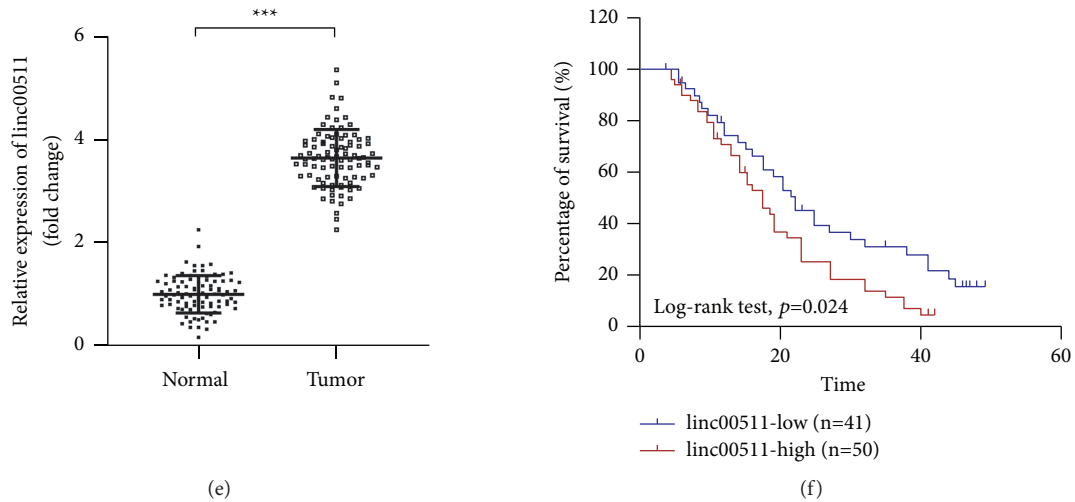 Relative expression of linc00511
(fold change)
6
4
2
0
***
Normal
Tumor
(e)
Percentage of survival (%)
120
100
80
60
40
20
0
Log-rank test, p=0.024
0
20
40
60
Time
linc00511-low (n=41)
linc00511-high (n=50)
(f)